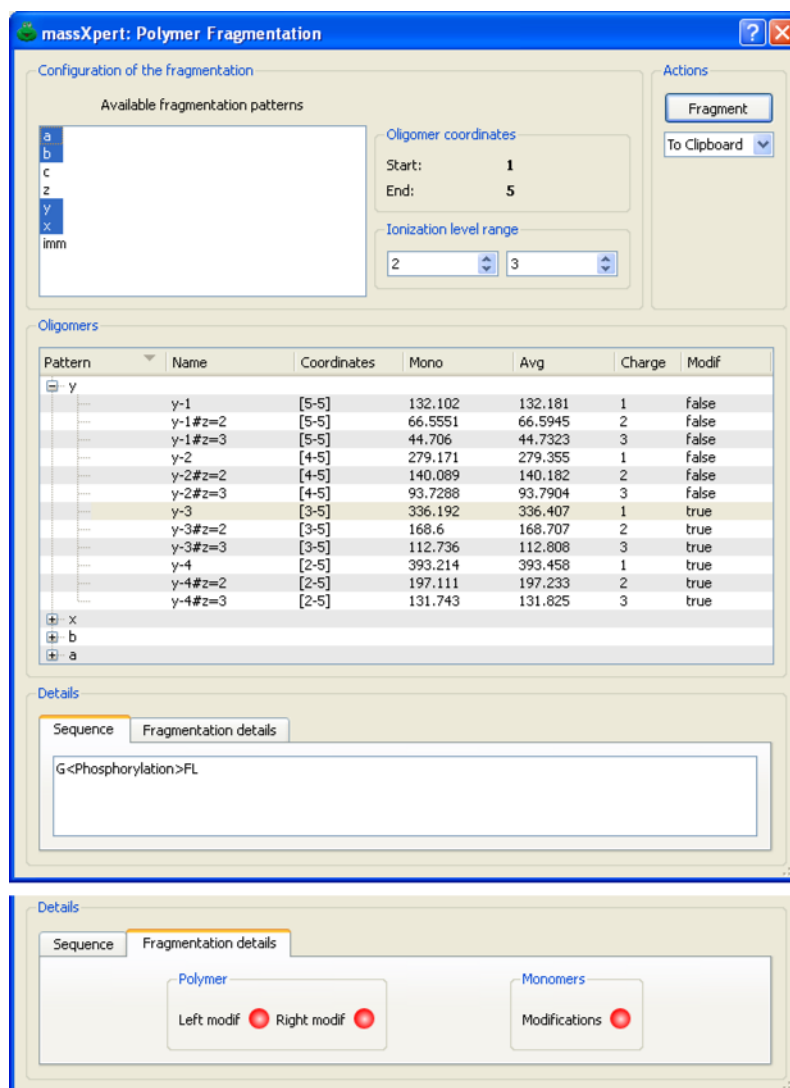 massXpert: Polymer Fragmentation
Configuration of the fragmentation
Actions
Available fragmentation patterns
Fragment
To Clipboard
a
b
c
z
y
x
imm
Oligomer coordinates
Start: 1
End: 5
Ionization level range
2 3
Oligomers
Pattern Name Coordinates Mono Avg Charge Modif
y
y-1 [5-5] 132.102 132.181 1 false
y-1#z=2 [5-5] 66.5551 66.5945 2 false
y-1#z=3 [5-5] 44.706 44.7323 3 false
y-2 [4-5] 279.171 279.355 1 false
y-2#z=2 [4-5] 140.089 140.182 2 false
y-2#z=3 [4-5] 93.7288 93.7904 3 false
y-3 [3-5] 336.192 336.407 1 true
y-3#z=2 [3-5] 168.6 168.707 2 true
y-3#z=3 [3-5] 112.736 112.808 3 true
y-4 [2-5] 393.214 393.458 1 true
y-4#z=2 [2-5] 197.111 197.233 2 true
y-4#z=3 [2-5] 131.743 131.825 3 true
x
b
a
Details
Sequence Fragmentation details
G<Phosphorylation>FL
Details
Sequence Fragmentation details
Polymer Monomers
Left modif Right modif Modifications